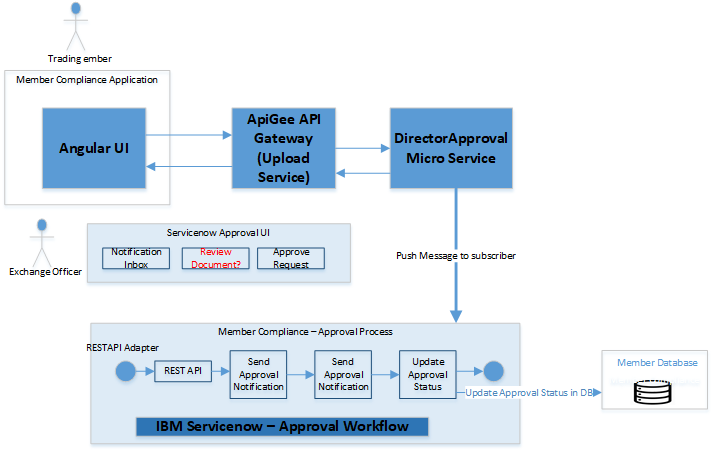 Trading ember
Member Compliance Application
Angular UI
ApiGee API
Gateway
(Upload
Service)
DirectorApproval
Micro Service
Exchange Officer
Servicenow Approval UI
Notification
Inbox
Review
Document?
Approve
Request
Push Message to subscriber
Member Compliance – Approval Process
RESTAPI Adapter
REST API
Send
Approval
Notification
Send
Approval
Notification
Update
Approval
Status
Update Approval Status in DB
Member Database
IBM Servicenow – Approval Workflow